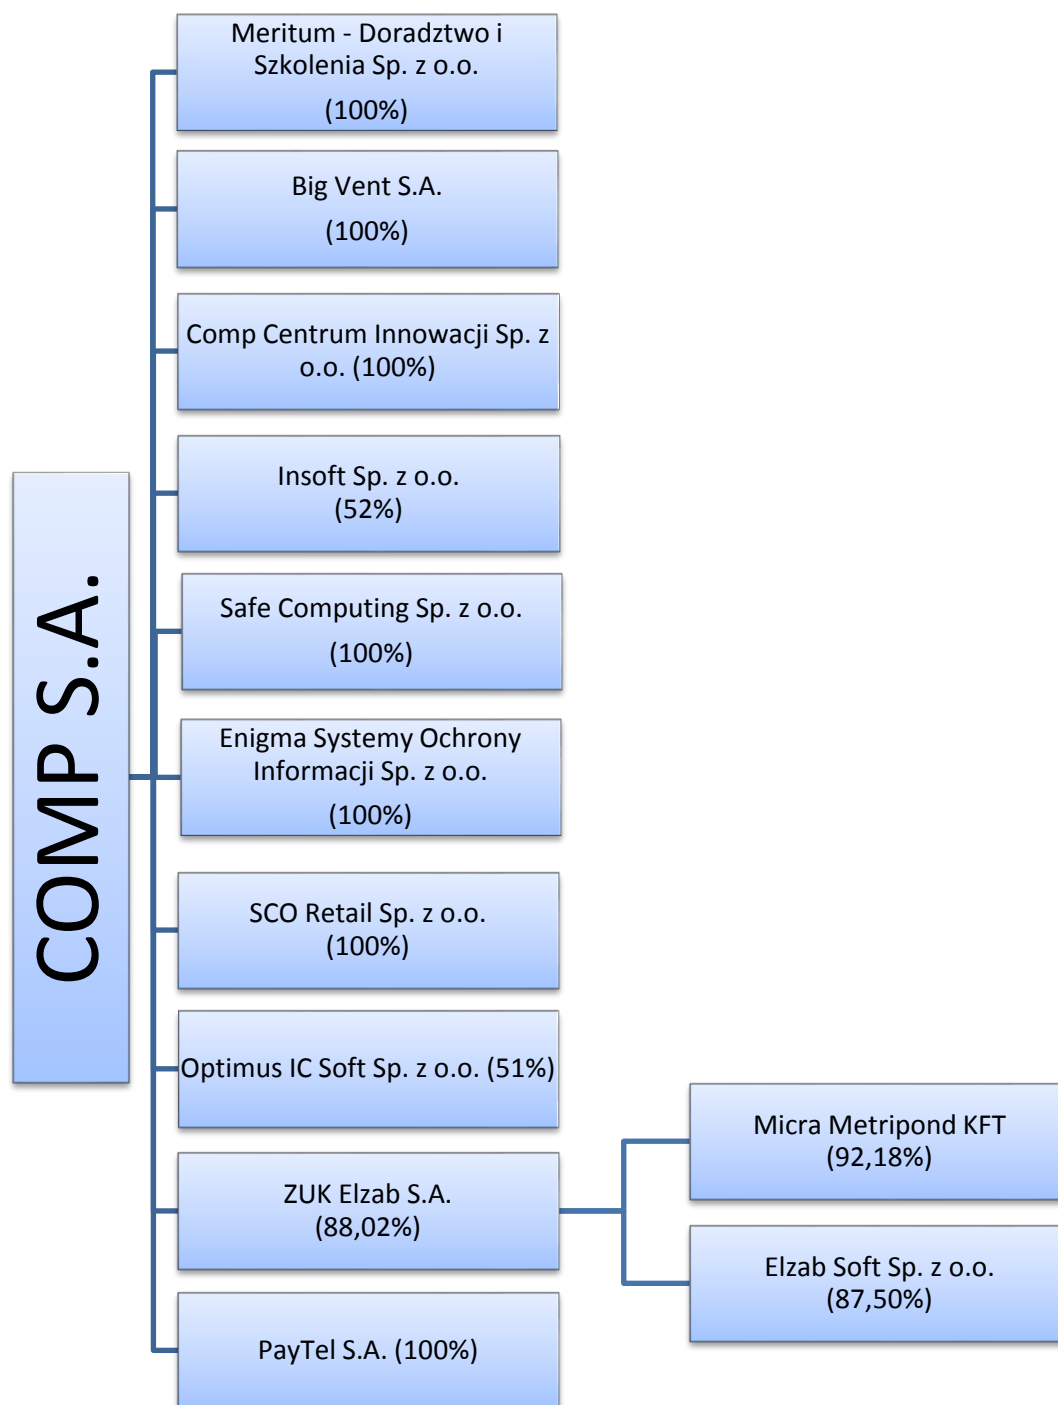 Meritum - Doradztwo i
Szkolenia Sp. z o.o.
(100%)
Big Vent S.A.
(100%)
Comp Centrum Innowacji Sp. z
o.o. (100%)
Insoft Sp. z o.o.
(52%)
COMP S.A.
Safe Computing Sp. z o.o.
(100%)
Enigma Systemy Ochrony
Informacji Sp. z o.o.
(100%)
SCO Retail Sp. z o.o.
(100%)
Optimus IC Soft Sp. z o.o. (51%)
ZUK Elzab S.A.
(88,02%)
Micra Metripond KFT
(92,18%)
Elzab Soft Sp. z o.o.
(87,50%)
PayTel S.A. (100%)